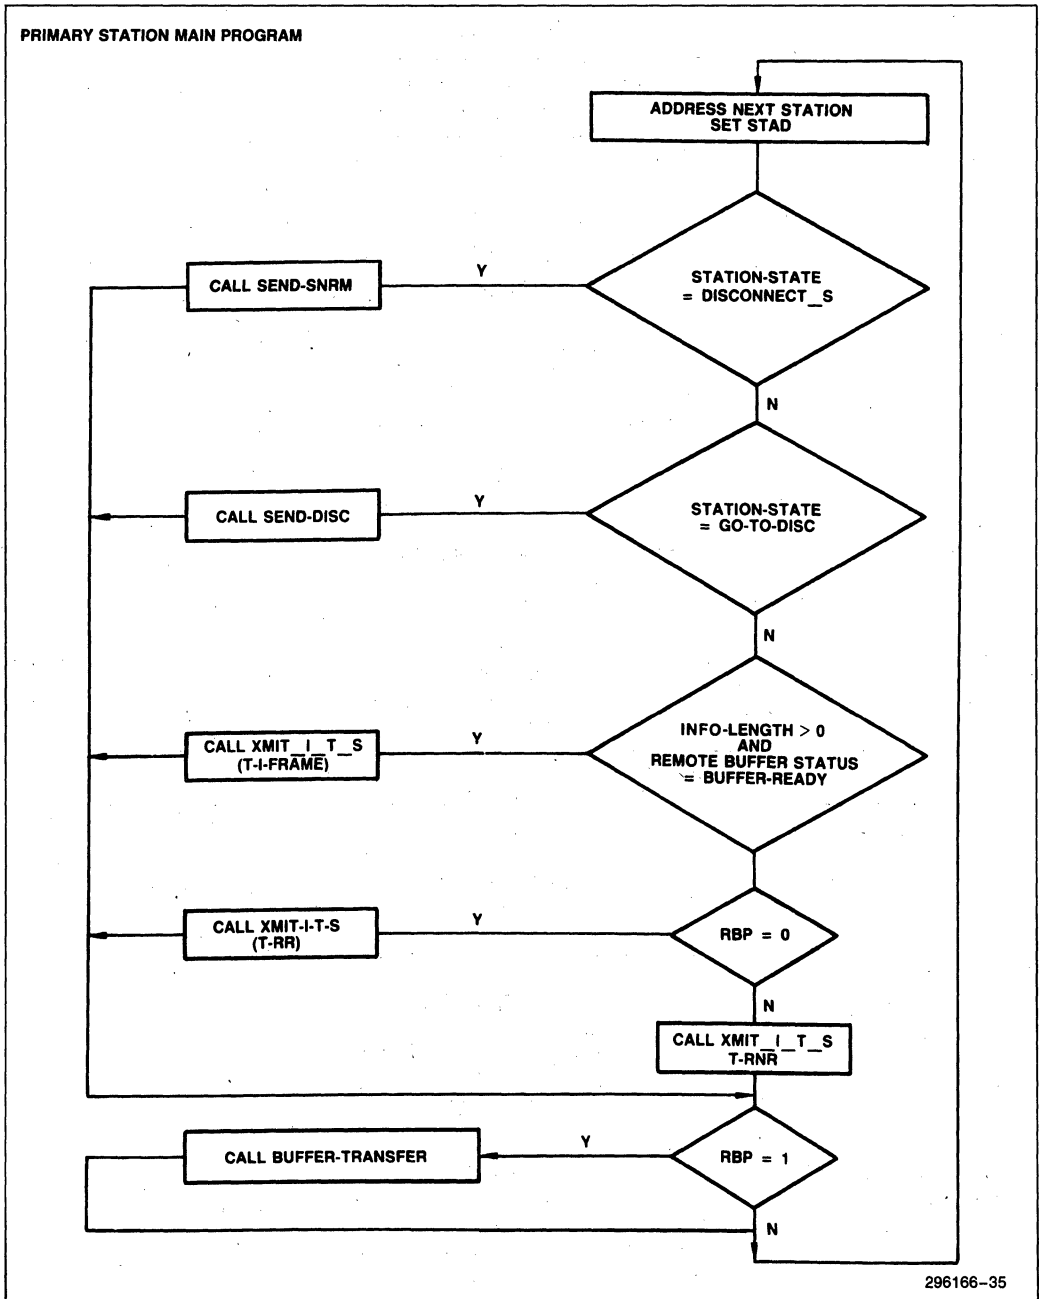 PRIMARY STATION MAIN PROGRAM
ADDRESS NEXT STATION
SET STAD
STATION-STATE
= DISCONNECT_S
Y
CALL SEND-SNRM
N
STATION-STATE
= GO-TO-DISC
Y
CALL SEND-DISC
N
INFO-LENGTH > 0
AND
REMOTE BUFFER STATUS
= BUFFER-READY
Y
CALL XMIT_I_T_S
(T-I-FRAME)
RBP = 0
Y
CALL XMIT-I-T-S
(T-RR)
N
CALL XMIT_I_T_S
T-RNR
RBP = 1
Y
CALL BUFFER-TRANSFER
N
296166-35